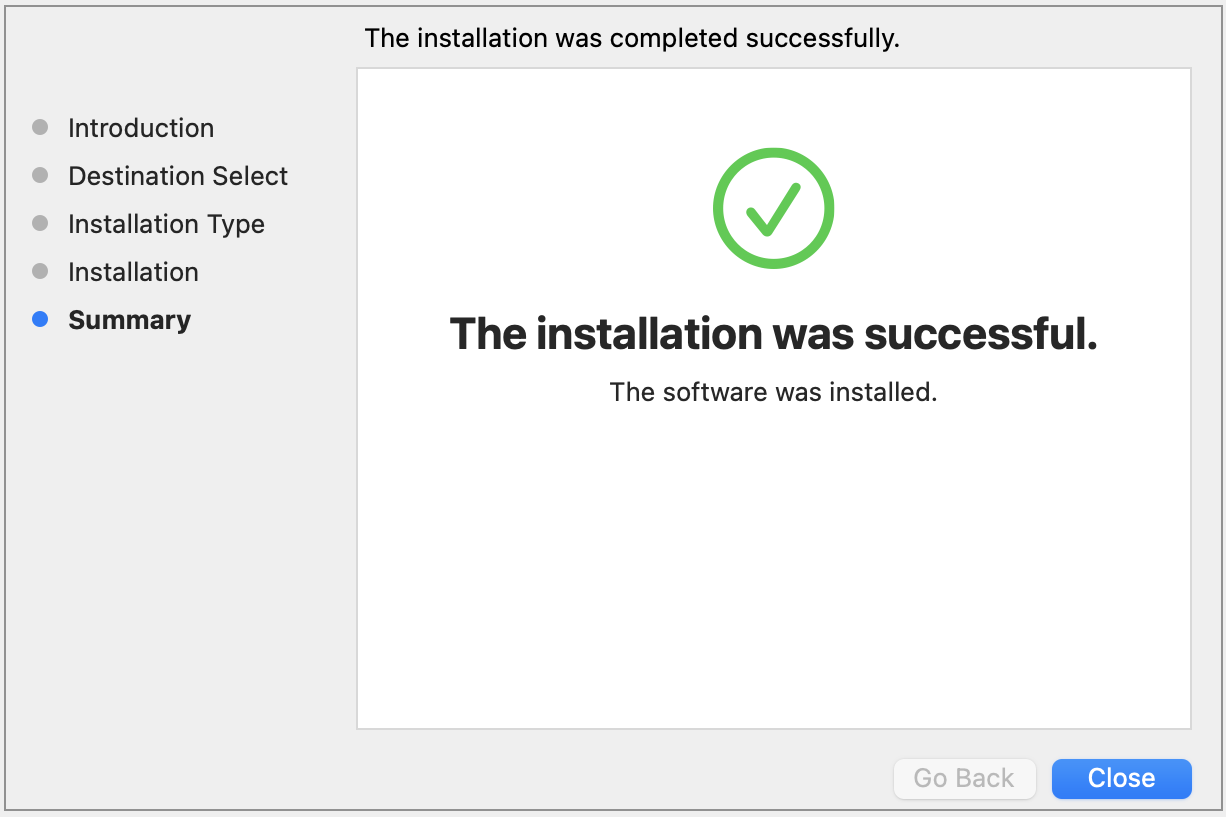 The installation was completed successfully.
Introduction
Destination Select
Installation Type
Installation
Summary
The installation was successful.
The software was installed.
Go Back
Close